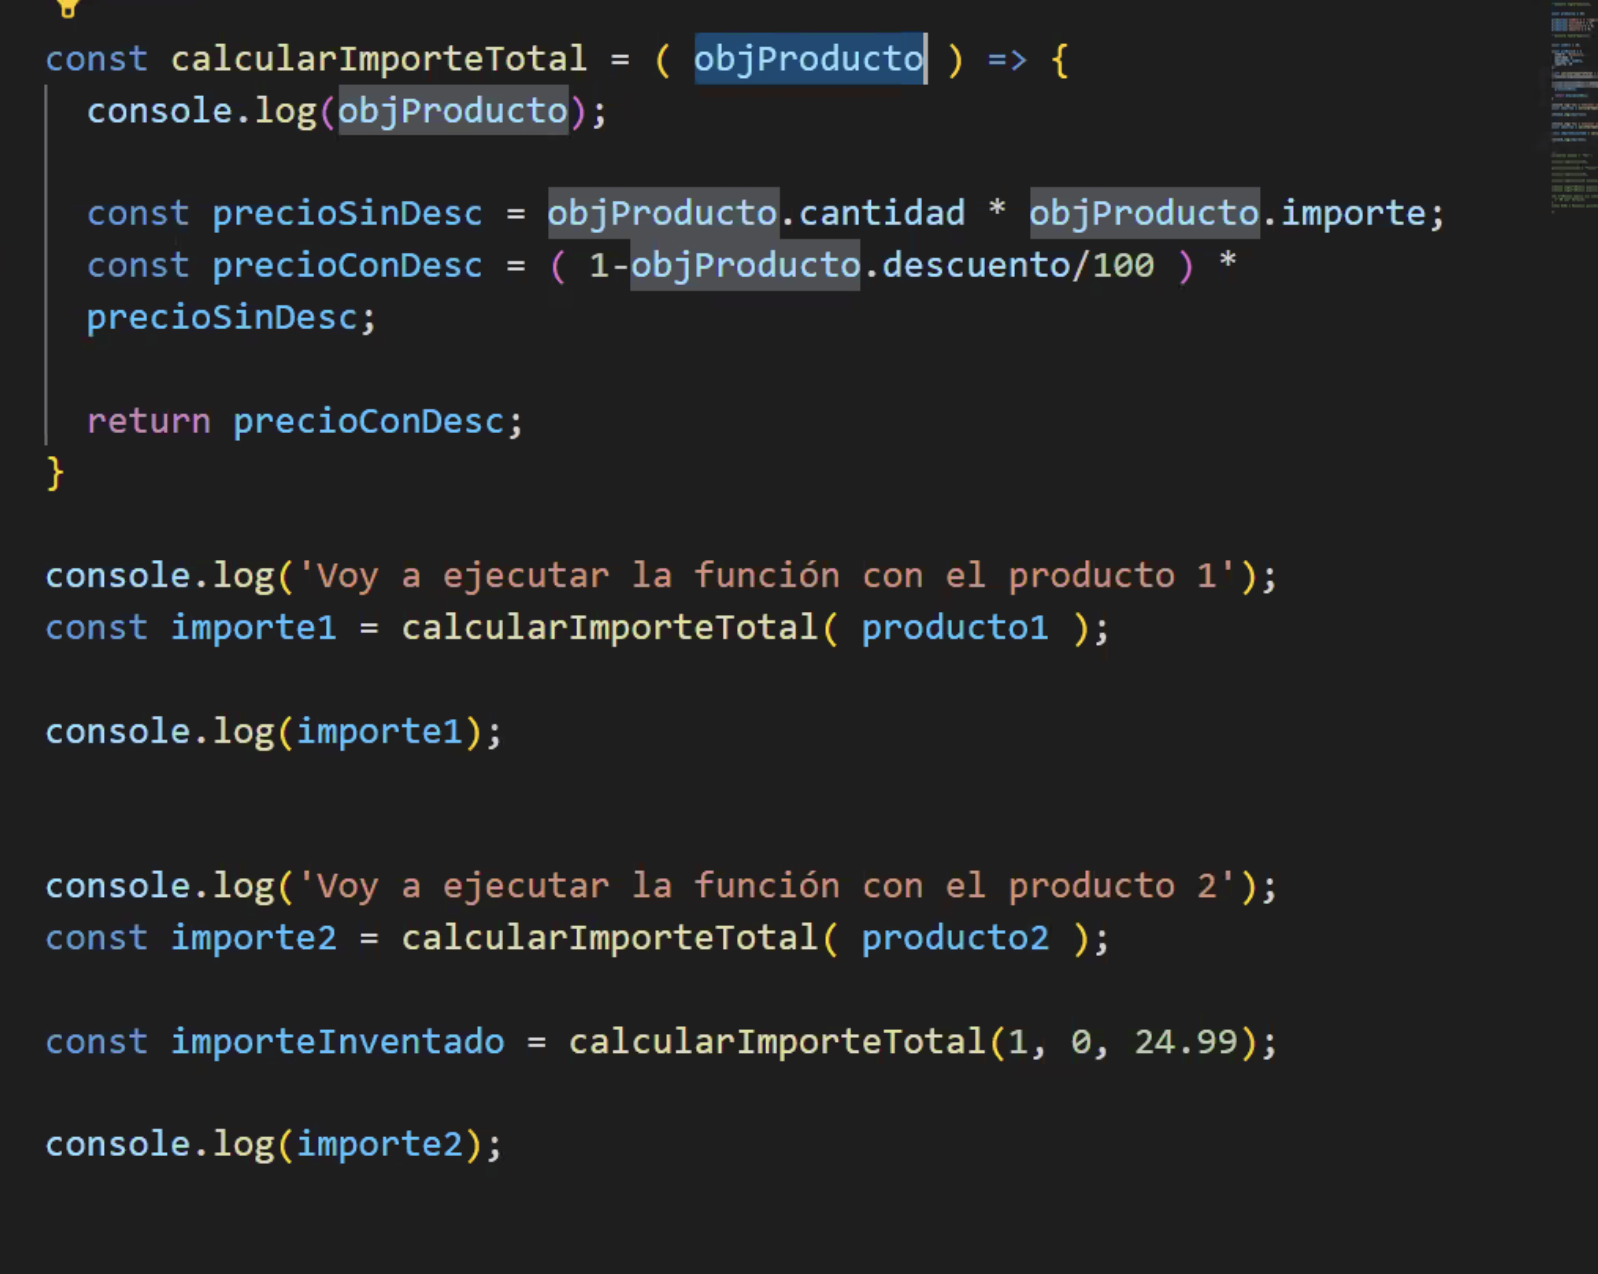 const calcularImporteTotal = ( objProducto ) => {
console.log(objProducto);
const precioSinDesc = objProducto.cantidad * objProducto.importe;
const precioConDesc = ( 1-objProducto.descuento/100 ) *
precioSinDesc;
return precioConDesc;
}
console.log('Voy a ejecutar la función con el producto 1');
const importe1 = calcularImporteTotal( producto1 );
console.log(importe1);
console.log('Voy a ejecutar la función con el producto 2');
const importe2 = calcularImporteTotal( producto2 );
const importeInventado = calcularImporteTotal(1, 0, 24.99);
console.log(importe2);